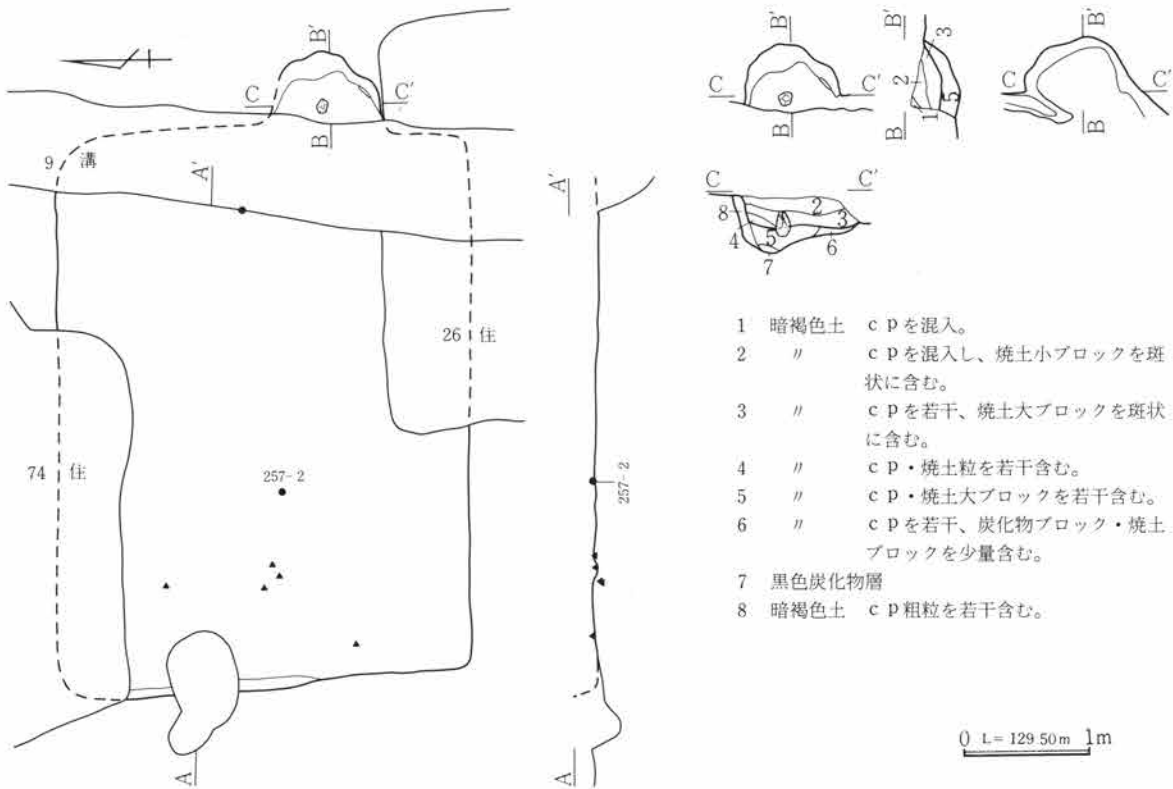 B'
C
C'
B
9 溝
A'
26 住
74 住
257-2
A
A'
257-2
A
B'
C
C'
B
B'
3
2
5
1
B
B'
C
C'
B
C
C'
8
2
3
4
5
6
7
1 暗褐色土 c pを混入。
2 〃 c pを混入し、焼土小ブロックを斑
状に含む。
3 〃 c pを若干、焼土大ブロックを斑状
に含む。
4 〃 c p・焼土粒を若干含む。
5 〃 c p・焼土大ブロックを若干含む。
6 〃 c pを若干、炭化物ブロック・焼土
ブロックを少量含む。
7 黒色炭化物層
8 暗褐色土 c p粗粒を若干含む。
0 L= 129 50m 1m